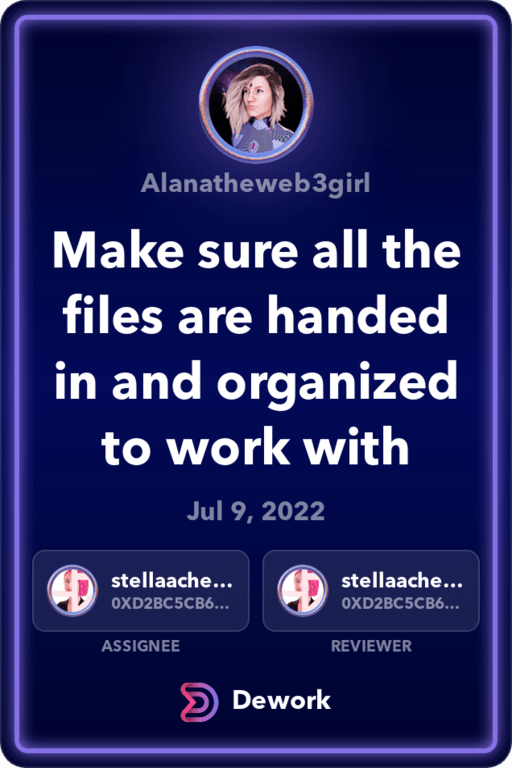 Alanatheweb3girl
Make sure all the
files are handed
in and organized
to work with
Jul 9, 2022
stellaache... stellaache...
0XD2BC5CB6... 0XD2BC5CB6...
ASSIGNEE REVIEWER
Dework